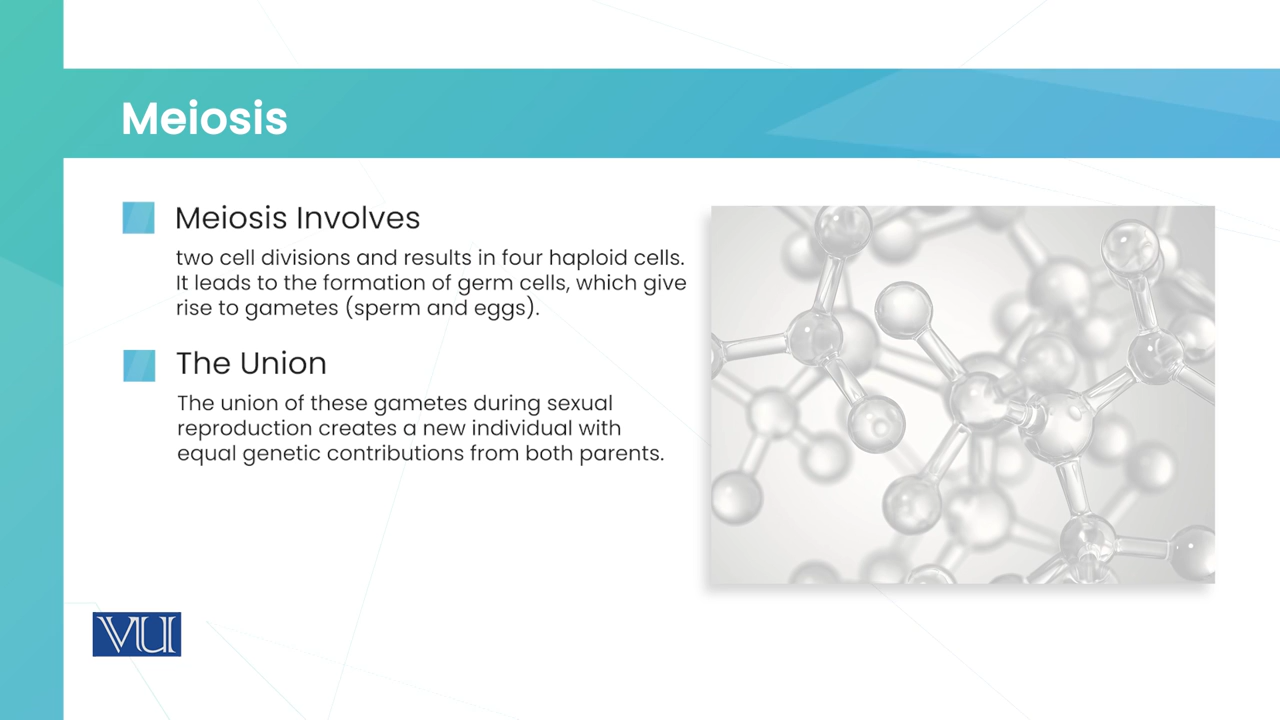 Meiosis
Meiosis Involves
two cell divisions and results in four haploid cells.
It leads to the formation of germ cells, which give
rise to gametes (sperm and eggs).
The Union
The union of these gametes during sexual
reproduction creates a new individual with
equal genetic contributions from both parents.
VU